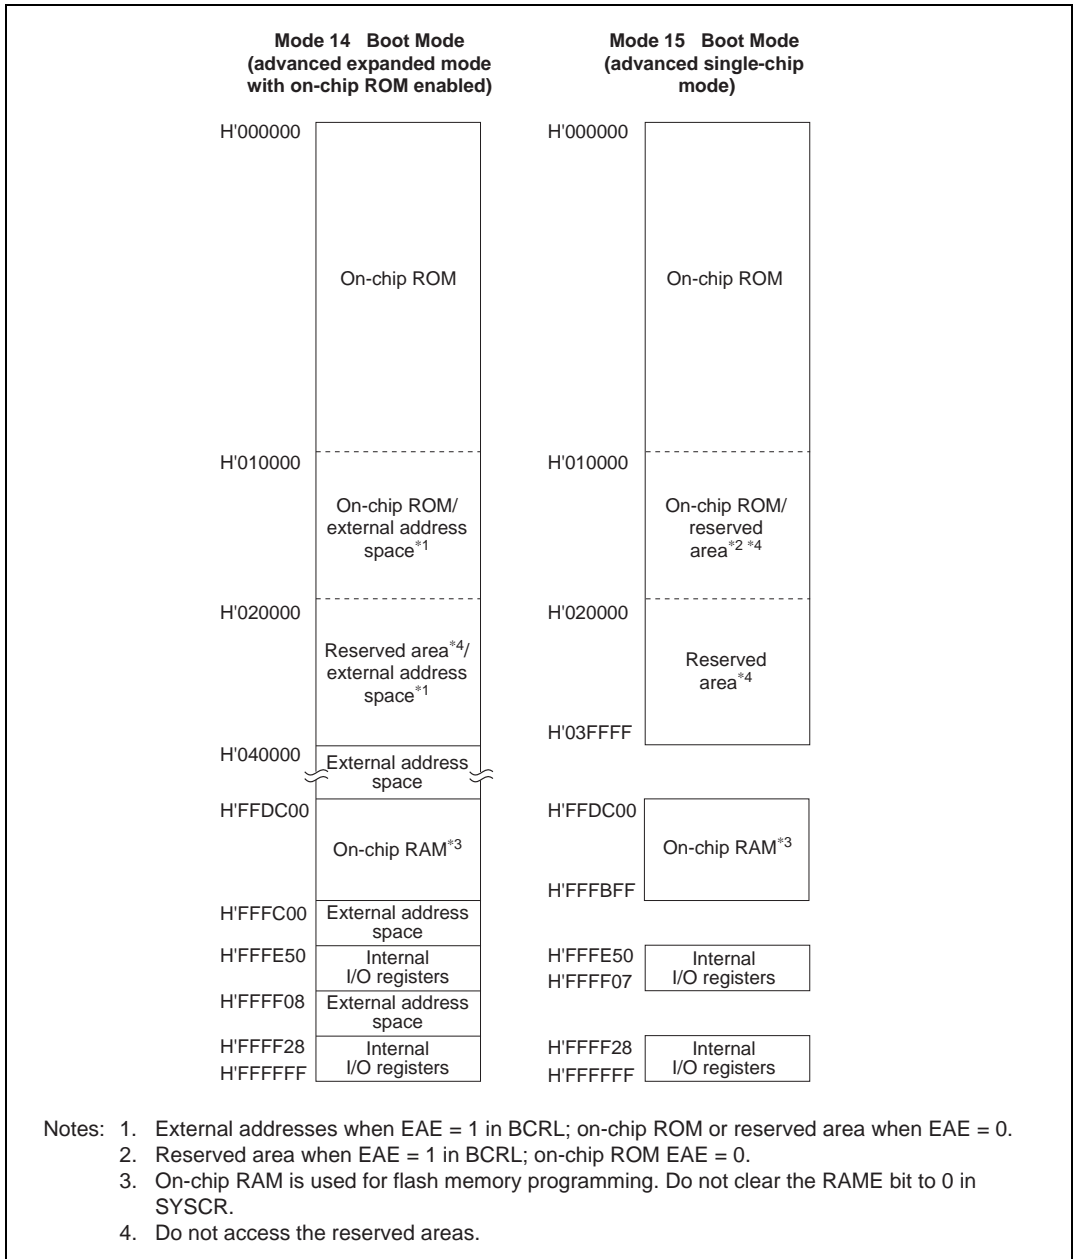 Mode 14   Boot Mode
(advanced expanded mode
with on-chip ROM enabled)
H'000000
On-chip ROM
H'010000
On-chip ROM/
external address
space*1
H'020000
Reserved area*4/
external address
space*1
H'040000
External address
space
H'FFDC00
On-chip RAM*3
H'FFFC00
External address
space
H'FFFE50
Internal
I/O registers
H'FFFF08
External address
space
H'FFFF28
Internal
I/O registers
H'FFFFFF
Mode 15   Boot Mode
(advanced single-chip
mode)
H'000000
On-chip ROM
H'010000
On-chip ROM/
reserved
area*2 *4
H'020000
Reserved
area*4
H'03FFFF
H'FFDC00
On-chip RAM*3
H'FFFBFF
H'FFFE50
Internal
I/O registers
H'FFFF07
H'FFFF28
Internal
I/O registers
H'FFFFFF
Notes: 1. External addresses when EAE = 1 in BCRL; on-chip ROM or reserved area when EAE = 0.
2. Reserved area when EAE = 1 in BCRL; on-chip ROM EAE = 0.
3. On-chip RAM is used for flash memory programming. Do not clear the RAME bit to 0 in
SYSCR.
4. Do not access the reserved areas.